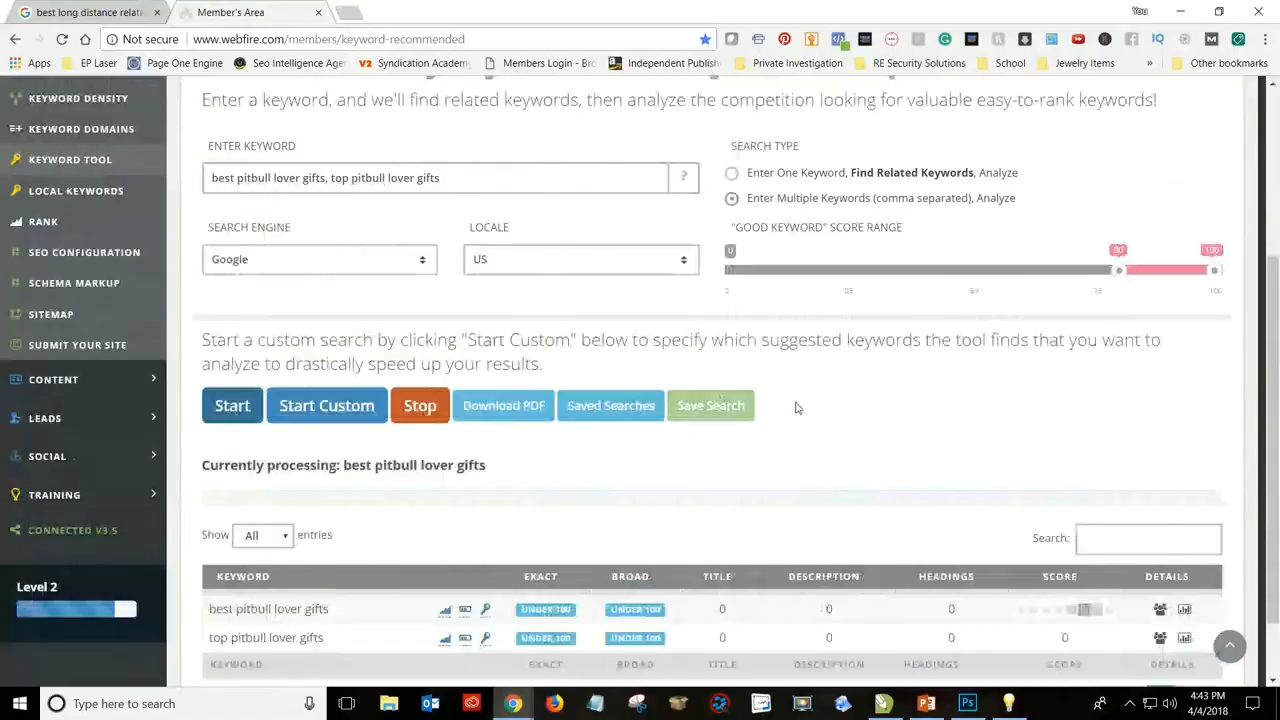 best long distance relati
Member's Area
You
Not secure
www.webfire.com/members/keyword-recommended
Apps
EP Laser
Page One Engine
Seo Intelligence Age
V2 Syndication Acade
Members Login - Bro
Independent Publish
Private Investigation
RE Security Solutions
School
Jewelry Items
»
Other bookmarks
KEYWORD DENSITY
KEYWORD DOMAINS
KEYWORD TOOL
LOCAL KEYWORDS
RANK
SEO CONFIGURATION
SCHEMA MARKUP
SITEMAP
SUBMIT YOUR SITE
CONTENT
LEADS
SOCIAL
TRAINING
CONNECTED V3.5
Level 2
Enter a keyword, and we'll find related keywords, then analyze the competition looking for valuable easy-to-rank keywords!
ENTER KEYWORD
best pitbull lover gifts, top pitbull lover gifts
?
SEARCH TYPE
Enter One Keyword, Find Related Keywords, Analyze
Enter Multiple Keywords (comma separated), Analyze
SEARCH ENGINE
Google
LOCALE
US
"GOOD KEYWORD" SCORE RANGE
0
80
100
0
25
75
100
Start a custom search by clicking "Start Custom" below to specify which suggested keywords the tool finds that you want to
analyze to drastically speed up your results.
Start
Start Custom
Stop
Download PDF
Saved Searches
Save Search
Currently processing: best pitbull lover gifts
Show All entries
Search:
KEYWORD EXACT BROAD TITLE DESCRIPTION HEADINGS SCORE DETAILS
best pitbull lover gifts UNDER 100 UNDER 100 0 0 0
top pitbull lover gifts UNDER 100 UNDER 100 0 0 0 0
KEYWORD EXACT BROAD TITLE DESCRIPTION HEADINGS SCORE DETAILS
Type here to search
4:43 PM
4/4/2018